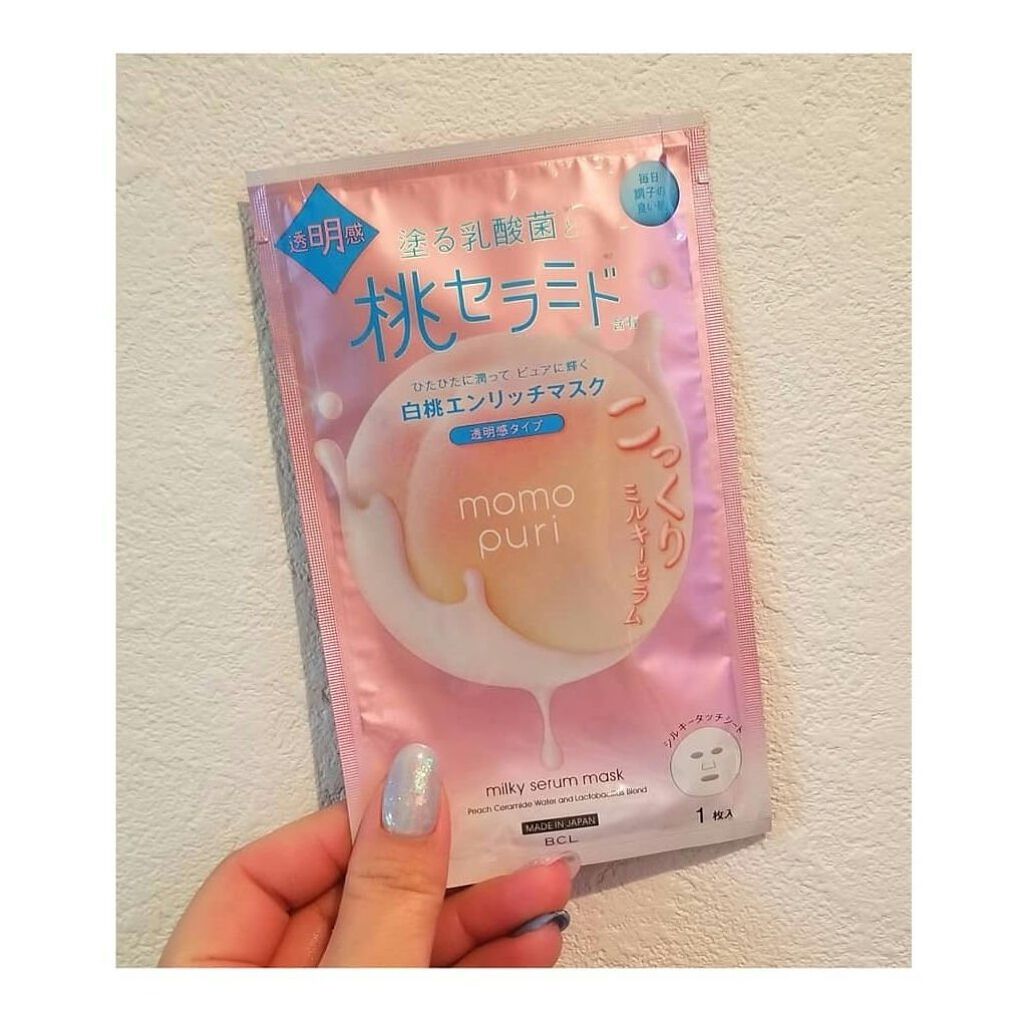 透明感
毎日
調子の
良い肌
塗る乳酸菌と
桃セラミド
含有
ひたひたに潤って ピュアに輝く
白桃エンリッチマスク
透明感タイプ
こっくり
ミルキーセラム
momo
puri
シルキータッチシート
milky serum mask
Peach Ceramide Water and Lactobacillus Blend
MADE IN JAPAN
BCL
1枚入